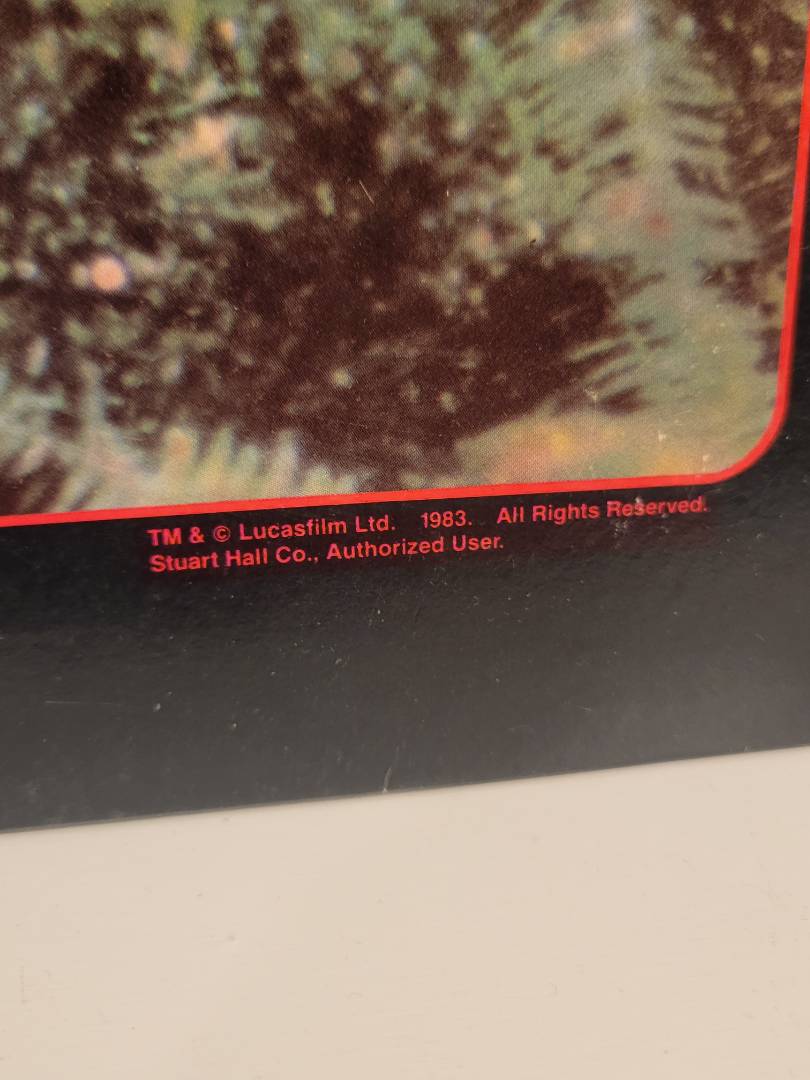 TM & © Lucasfilm Ltd. 1983. All Rights Reserved.
Stuart Hall Co., Authorized User.